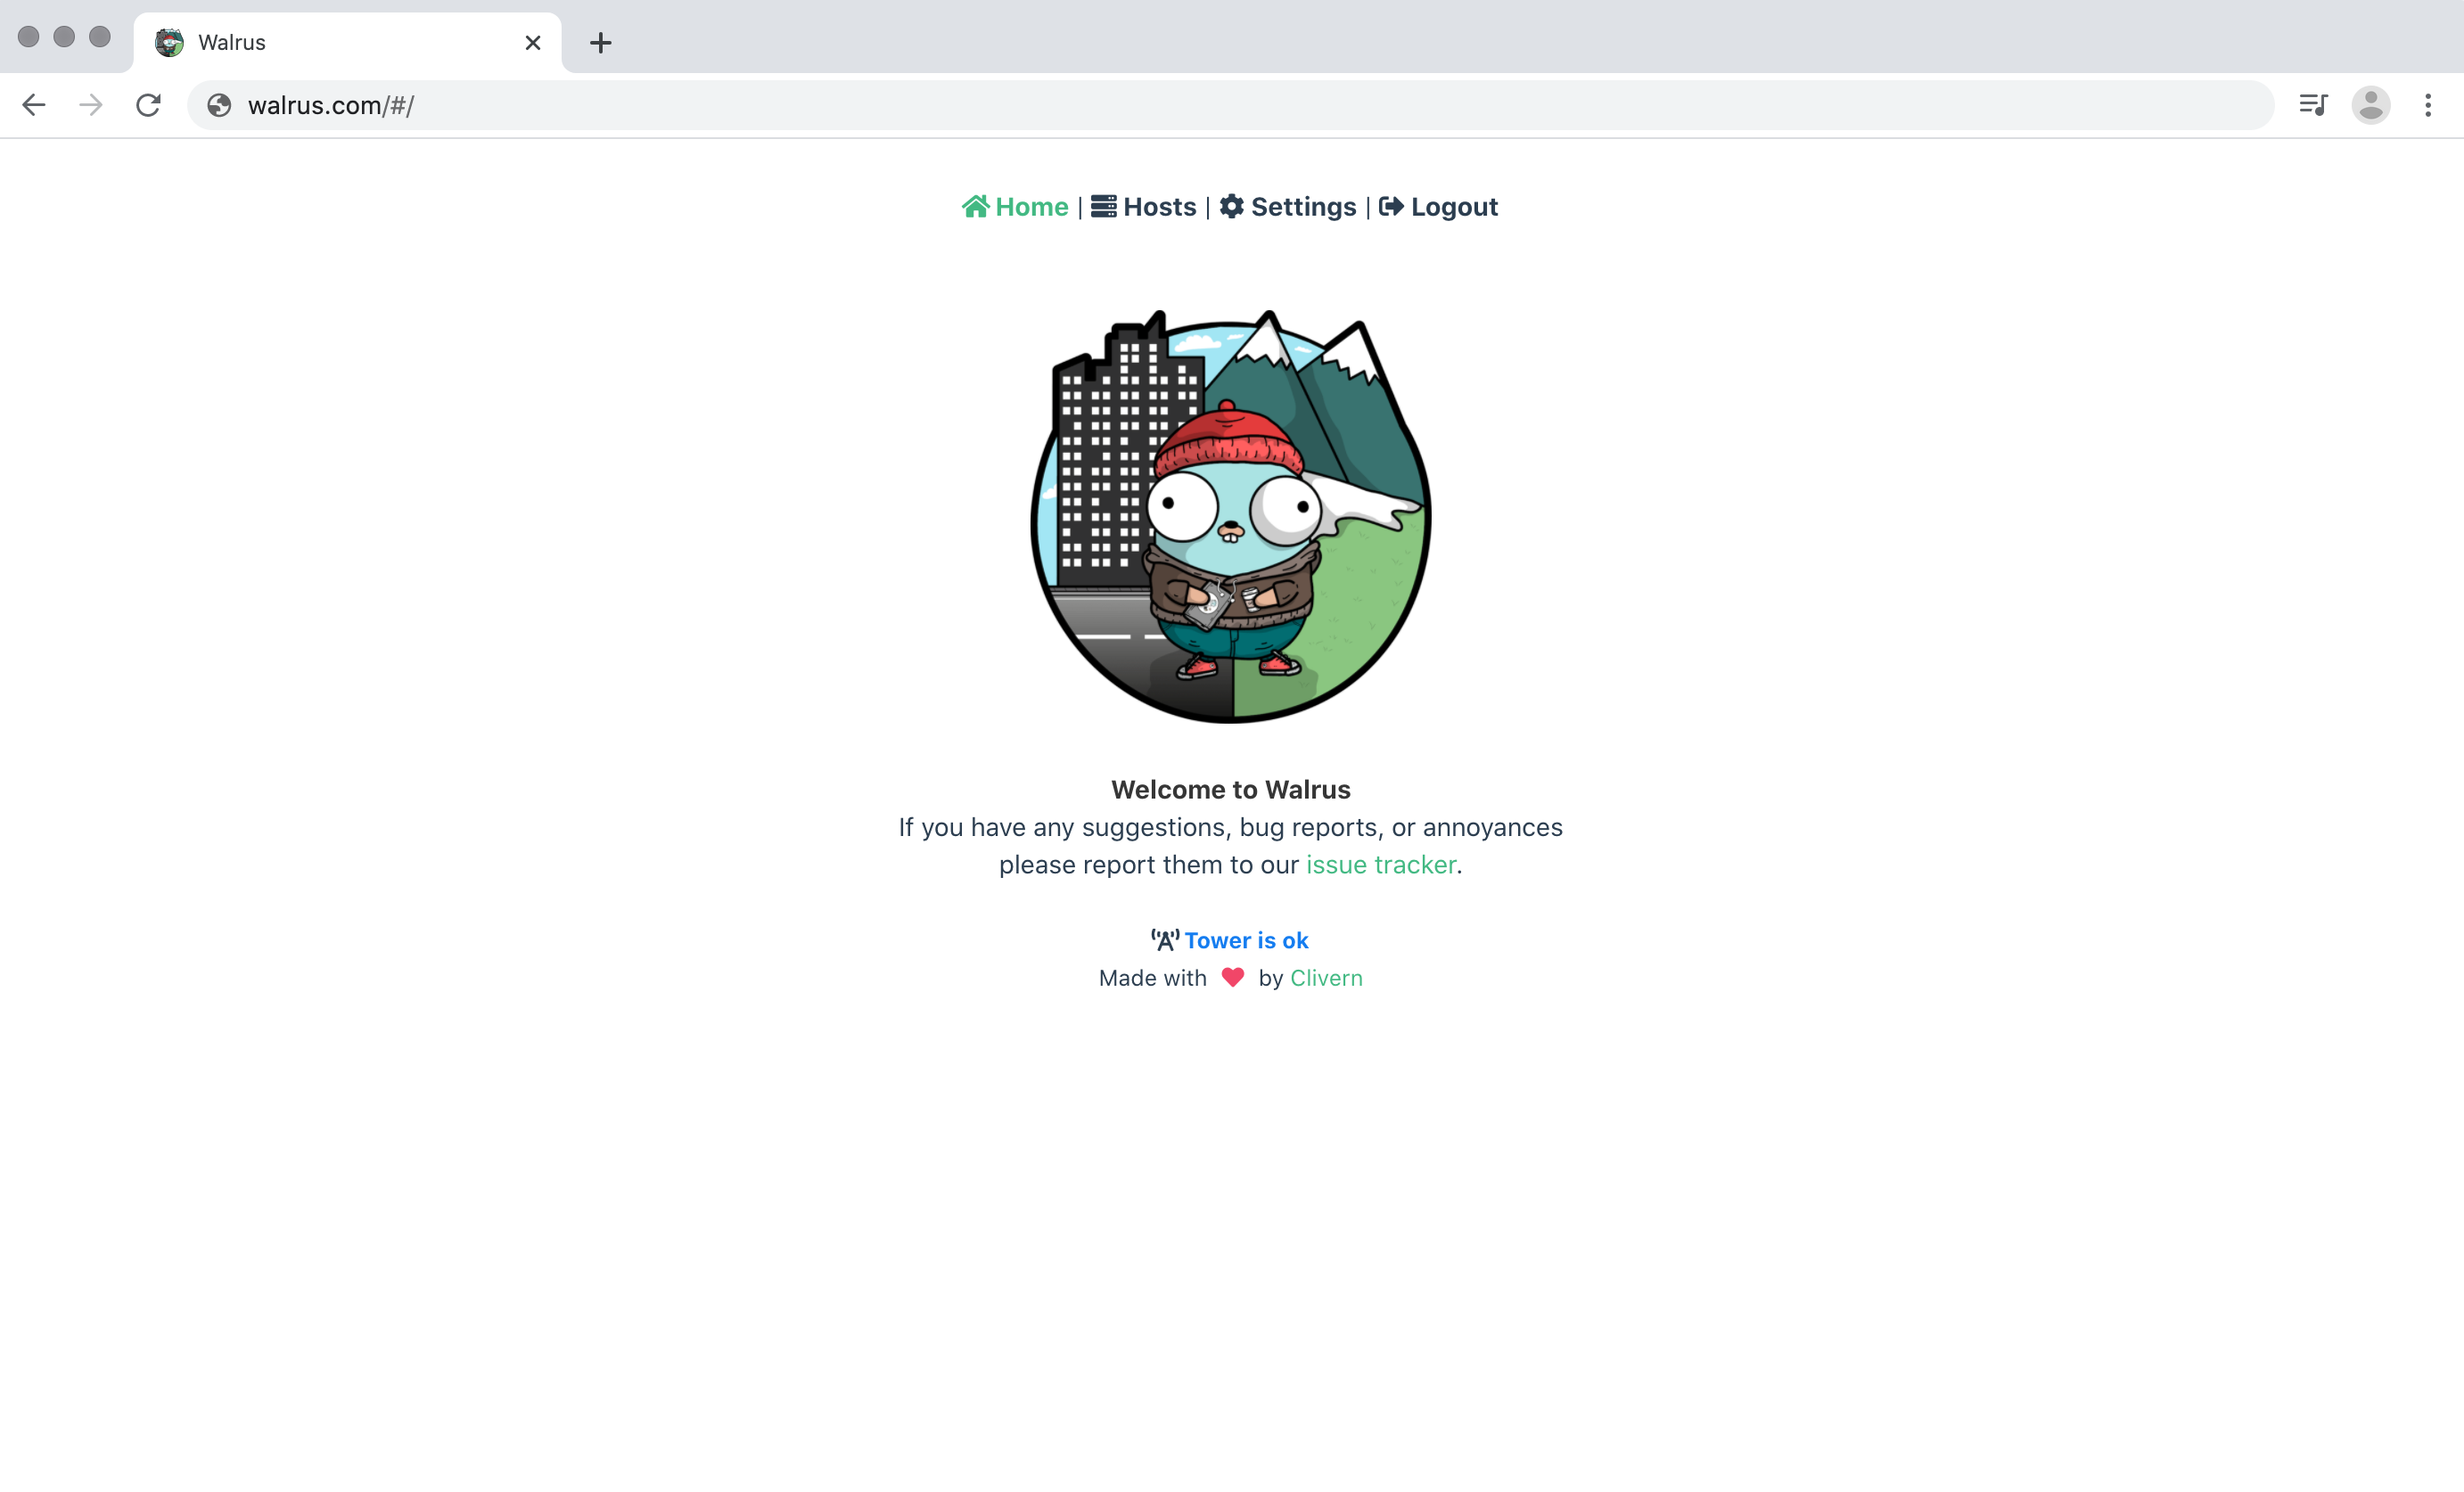 Walrus
walrus.com/#/
Home | Hosts | Settings | Logout
Welcome to Walrus
If you have any suggestions, bug reports, or annoyances
please report them to our issue tracker.
Tower is ok
Made with by Clivern